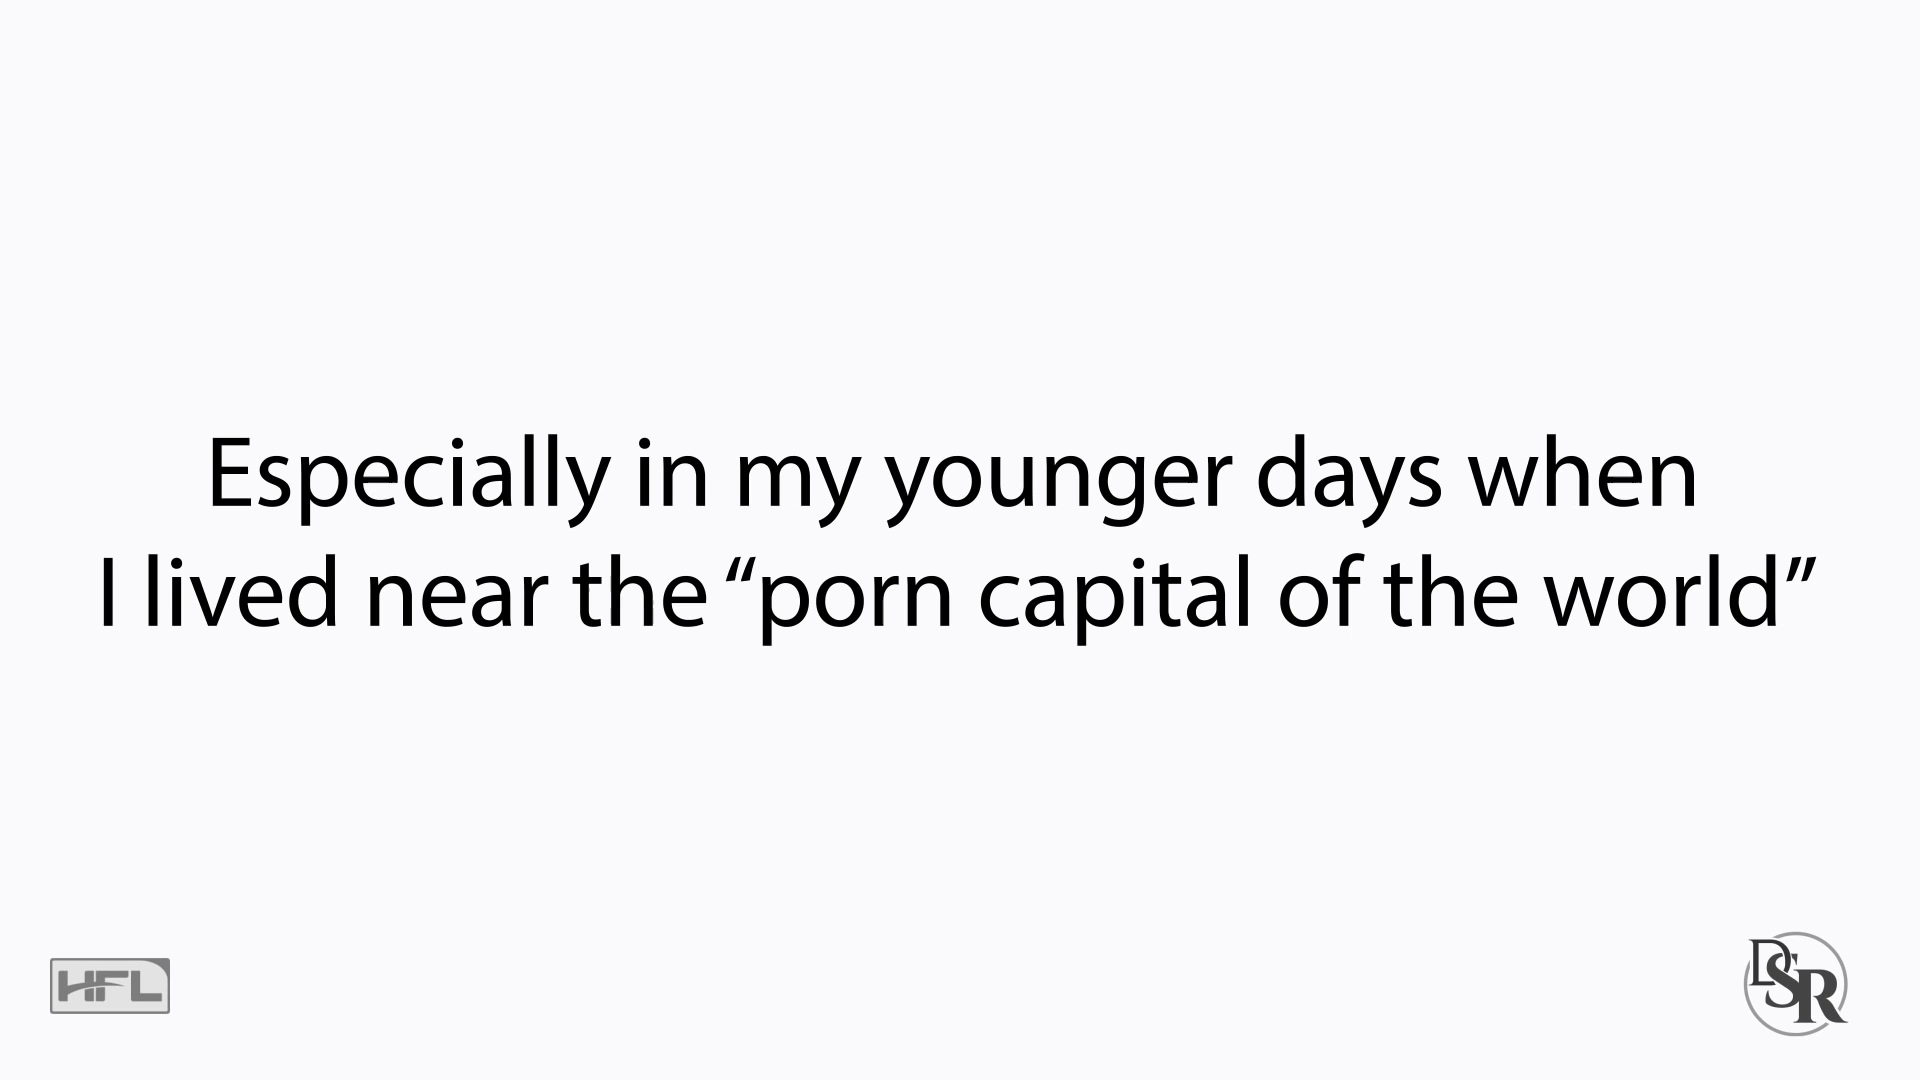 Especially in my younger days when
I lived near the “porn capital of the world”
HFL
DSR